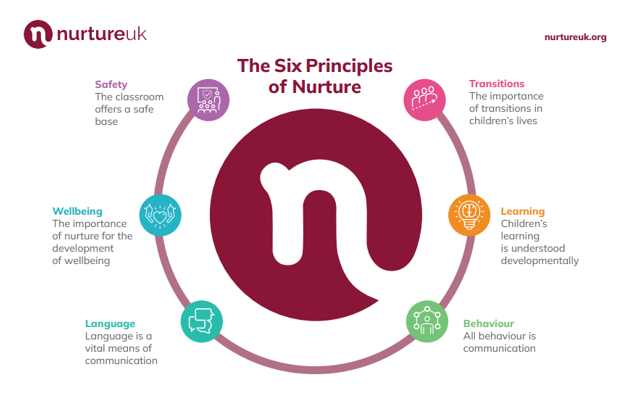 nurtureuk
nurtureuk.org
The Six Principles
of Nurture
Safety
The classroom
offers a safe
base
Transitions
The importance
of transitions in
children's lives
Wellbeing
The importance
of nurture for the
development
of wellbeing
Learning
Children's
learning
is understood
developmentally
Language
Language is a
vital means of
communication
Behaviour
All behaviour is
communication